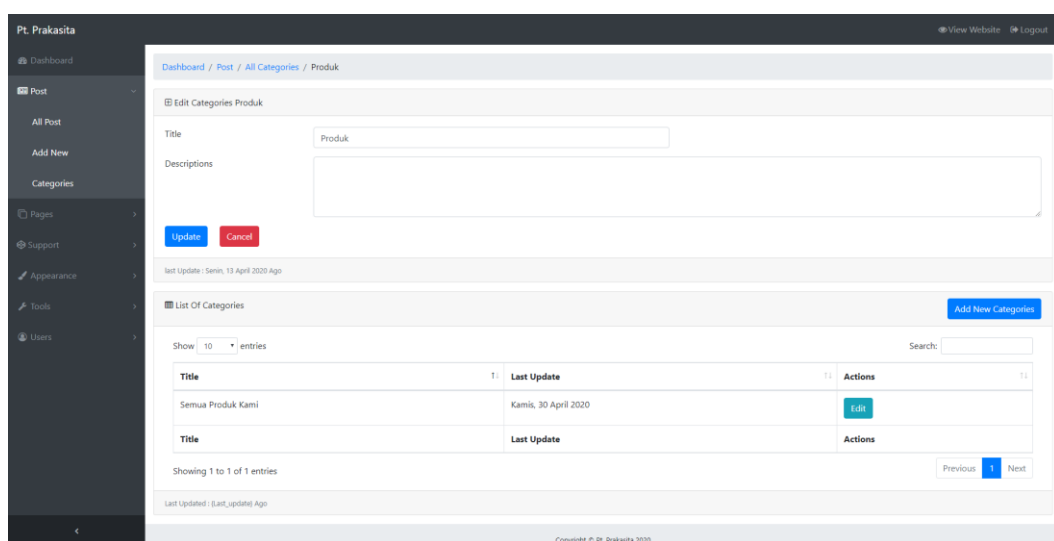 Pt. Prakasita
View Website Logout
Dashboard
Post
All Post
Add New
Categories
Pages
Support
Appearance
Tools
Users
Dashboard / Post / All Categories / Produk
Edit Categories Produk
Title Produk
Descriptions
Update Cancel
last Update : Senin, 13 April 2020 Ago
List Of Categories Add New Categories
Show 10 entries Search:
Title Last Update Actions
Semua Produk Kami Kamis, 30 April 2020 Edit
Title Last Update Actions
Showing 1 to 1 of 1 entries Previous 1 Next
Last Updated : {Last_update} Ago
Copyright © Pt. Prakasita 2020